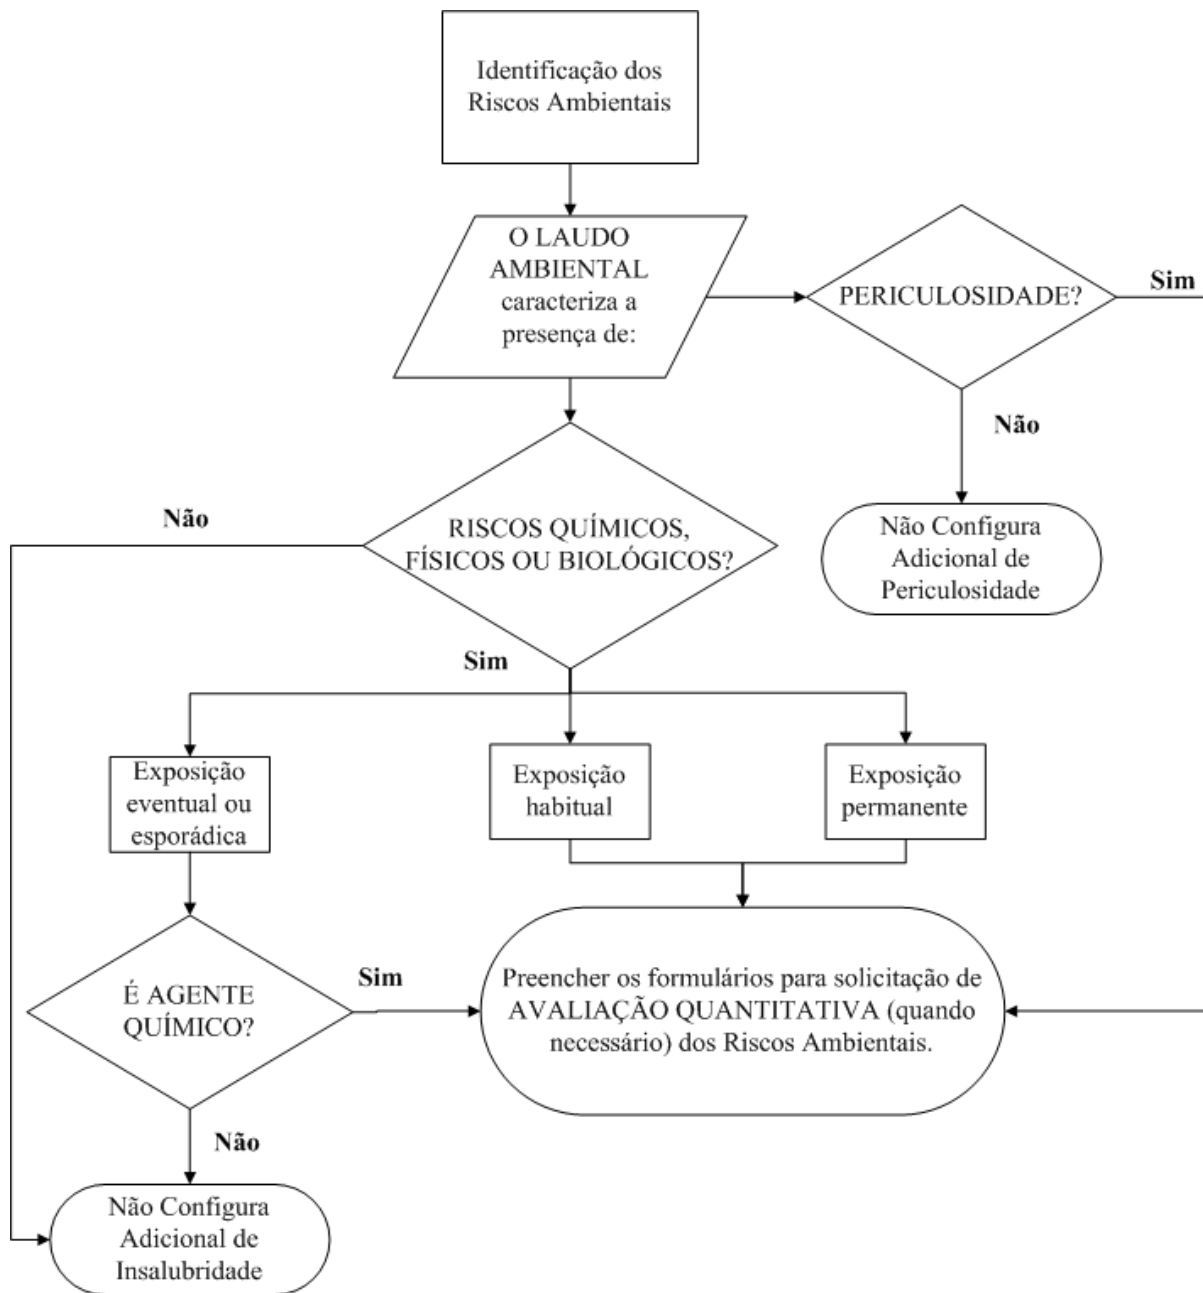 Identificação dos
Riscos Ambientais
O LAUDO
AMBIENTAL
caracteriza a
presença de:
PERICULOSIDADE?
Sim
Não
Não Configura
Adicional de
Periculosidade
RISCOS QUÍMICOS,
FÍSICOS OU BIOLÓGICOS?
Não
Sim
Exposição
eventual ou
esporádica
Exposição
habitual
Exposição
permanente
É AGENTE
QUÍMICO?
Sim
Preencher os formulários para solicitação de
AVALIAÇÃO QUANTITATIVA (quando
necessário) dos Riscos Ambientais.
Não
Não Configura
Adicional de
Insalubridade